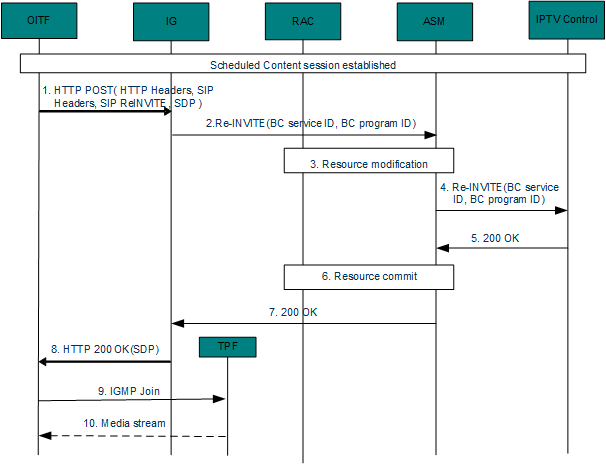 OITF
IG
RAC
ASM
IPTV Control
Scheduled Content session established
1. HTTP POST( HTTP Headers, SIP
Headers, SIP ReINVITE , SDP )
2.Re-INVITE(BC service ID, BC program ID)
3. Resource modification
4. Re-INVITE(BC service
ID, BC program ID)
5. 200 OK
6. Resource commit
7. 200 OK
8. HTTP 200 OK(SDP)
TPF
9. IGMP Join
10. Media stream